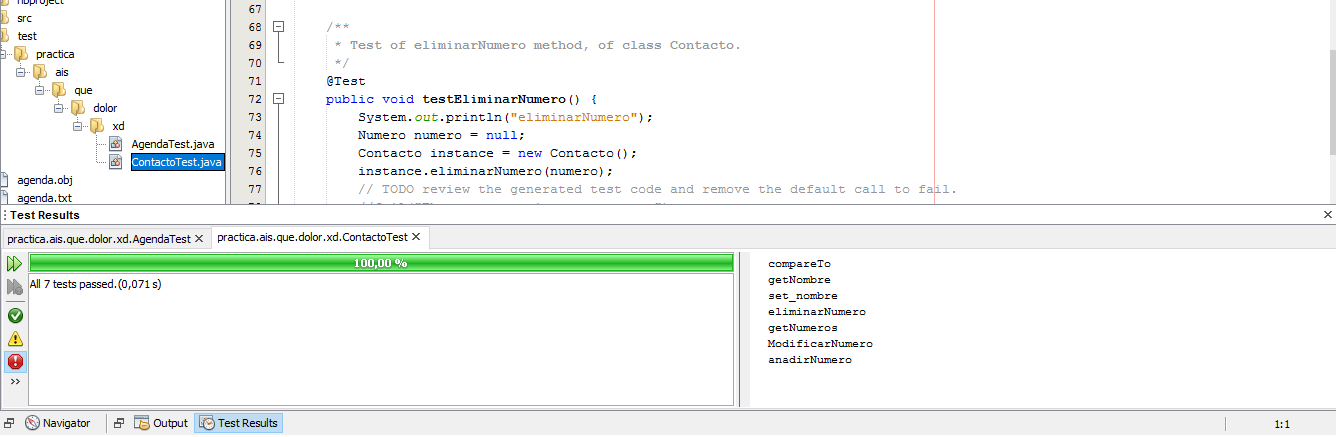 nbproject
src
test
practica
ais
que
dolor
xd
AgendaTest.java
ContactoTest.java
agenda.obj
agenda.txt
67
68 /**
69 * Test of eliminarNumero method, of class Contacto.
70 */
71 @Test
72 public void testEliminarNumero() {
73 System.out.println("eliminarNumero");
74 Numero numero = null;
75 Contacto instance = new Contacto();
76 instance.eliminarNumero(numero);
77 // TODO review the generated test code and remove the default call to fail.
Test Results
practica.ais.que.dolor.xd.AgendaTest practica.ais.que.dolor.xd.ContactoTest
100,00 %
All 7 tests passed.(0,071 s)
compareTo
getNombre
set_nombre
eliminarNumero
getNumeros
ModificarNumero
anadirNumero
Navigator Output Test Results 1:1